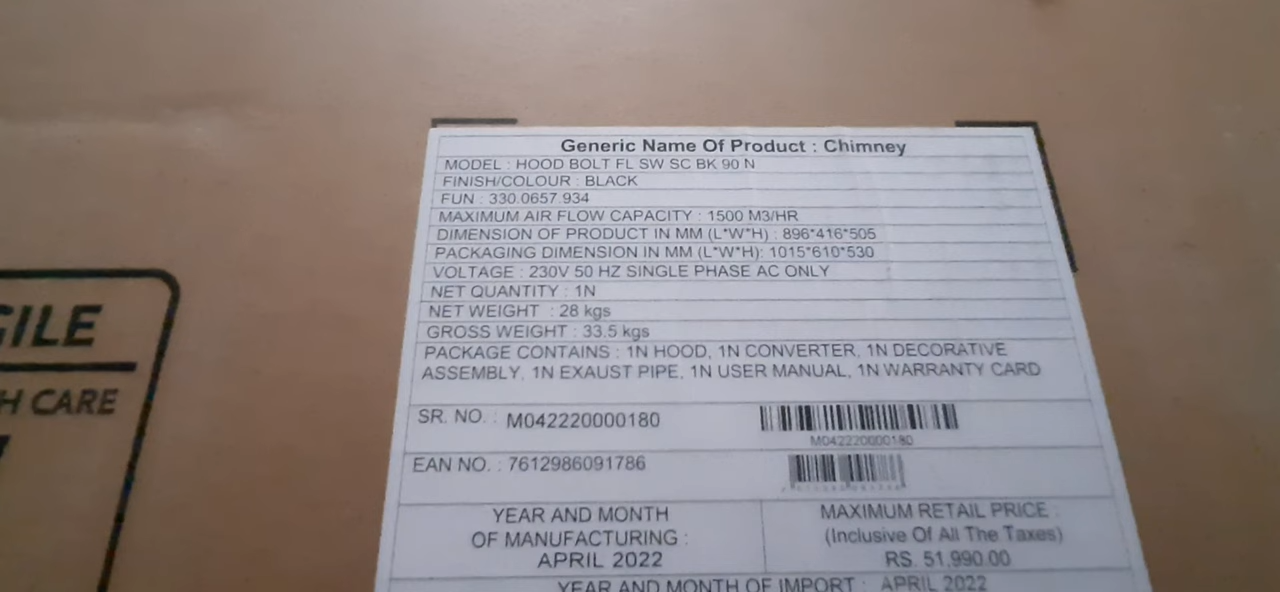 Generic Name Of Product : Chimney
MODEL : HOOD BOLT FL SW SC BK 90 N
FINISH/COLOUR : BLACK
FUN : 330.0657.934
MAXIMUM AIR FLOW CAPACITY : 1500 M3/HR
DIMENSION OF PRODUCT IN MM (L*W*H) : 896*416*505
PACKAGING DIMENSION IN MM (L*W*H): 1015*610*530
VOLTAGE : 230V 50 HZ SINGLE PHASE AC ONLY
NET QUANTITY : 1N
NET WEIGHT : 28 kgs
GROSS WEIGHT : 33.5 kgs
PACKAGE CONTAINS : 1N HOOD, 1N CONVERTER, 1N DECORATIVE
ASSEMBLY, 1N EXAUST PIPE, 1N USER MANUAL, 1N WARRANTY CARD
SR. NO. : M042220000180
M042220000180
EAN NO. : 7612986091786
YEAR AND MONTH
OF MANUFACTURING :
APRIL 2022
MAXIMUM RETAIL PRICE :
(Inclusive Of All The Taxes)
RS. 51,990.00
YEAR AND MONTH OF IMPORT : APRIL 2022
GILE
H CARE